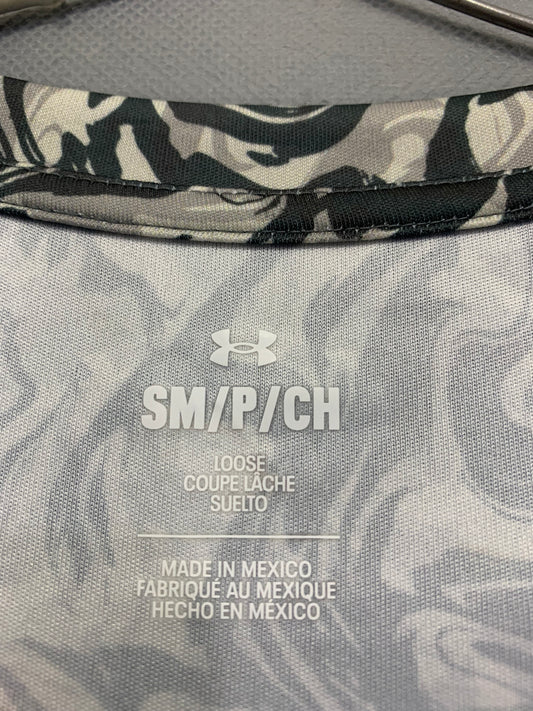 SM/P/CH
LOOSE
COUPE LÂCHE
SUELTO
MADE IN MEXICO
FABRIQUÉ AU MEXIQUE
HECHO EN MÉXICO